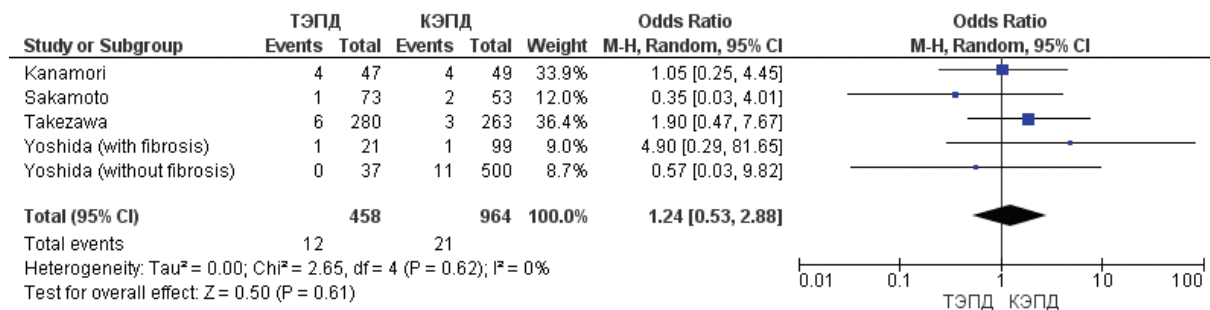 ТЭПД КЭПД Odds Ratio Odds Ratio
Study or Subgroup Events Total Events Total Weight M-H, Random, 95% CI M-H, Random, 95% CI
Kanamori 4 47 4 49 33.9% 1.05 [0.25, 4.45]
Sakamoto 1 73 2 53 12.0% 0.35 [0.03, 4.01]
Takezawa 6 280 3 263 36.4% 1.90 [0.47, 7.67]
Yoshida (with fibrosis) 1 21 1 99 9.0% 4.90 [0.29, 81.65]
Yoshida (without fibrosis) 0 37 11 500 8.7% 0.57 [0.03, 9.82]
Total (95% CI) 458 964 100.0% 1.24 [0.53, 2.88]
Total events 12 21
Heterogeneity: Tau² = 0.00; Chi² = 2.65, df = 4 (P = 0.62); I² = 0%
Test for overall effect: Z = 0.50 (P = 0.61)
0.01 0.1 1 10 100
ТЭПД КЭПД